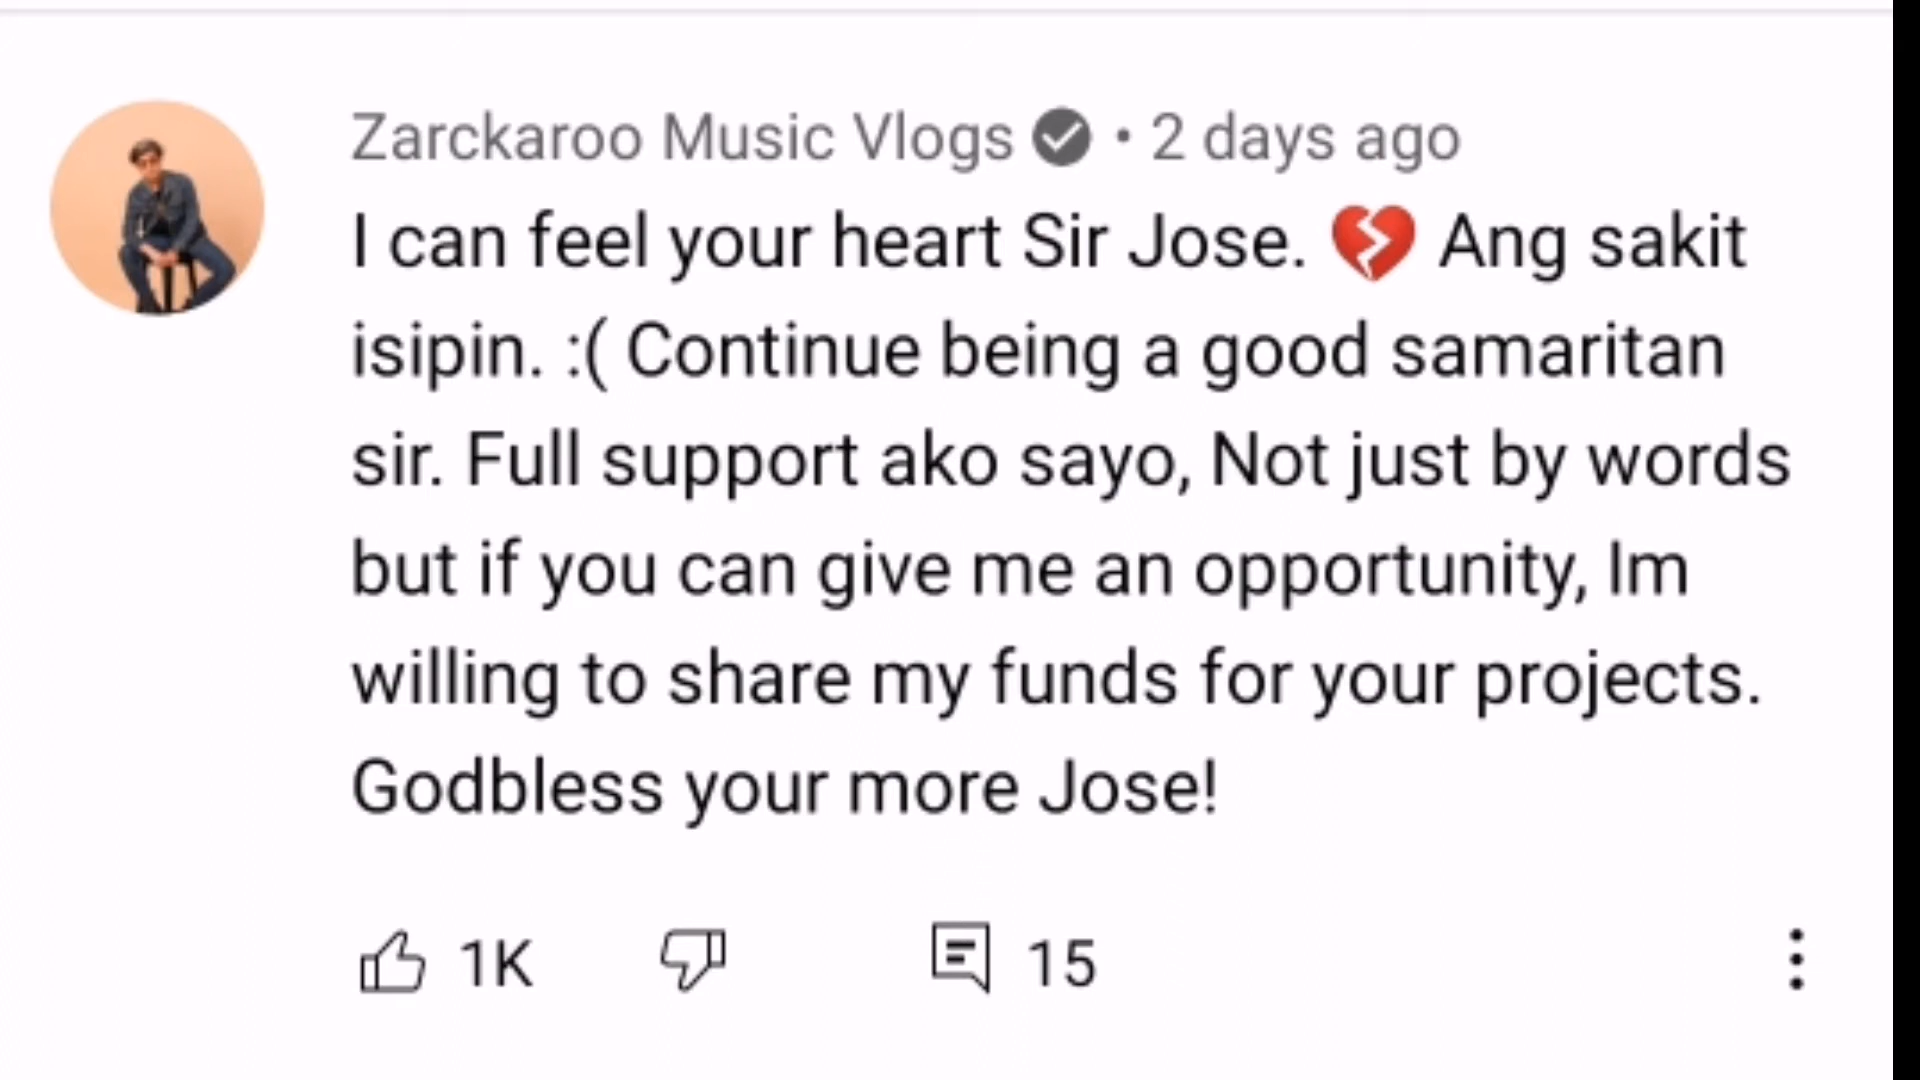 Zarckaroo Music Vlogs • 2 days ago
I can feel your heart Sir Jose. 💔 Ang sakit
isipin. :( Continue being a good samaritan
sir. Full support ako sayo, Not just by words
but if you can give me an opportunity, Im
willing to share my funds for your projects.
Godbless your more Jose!
1K 15